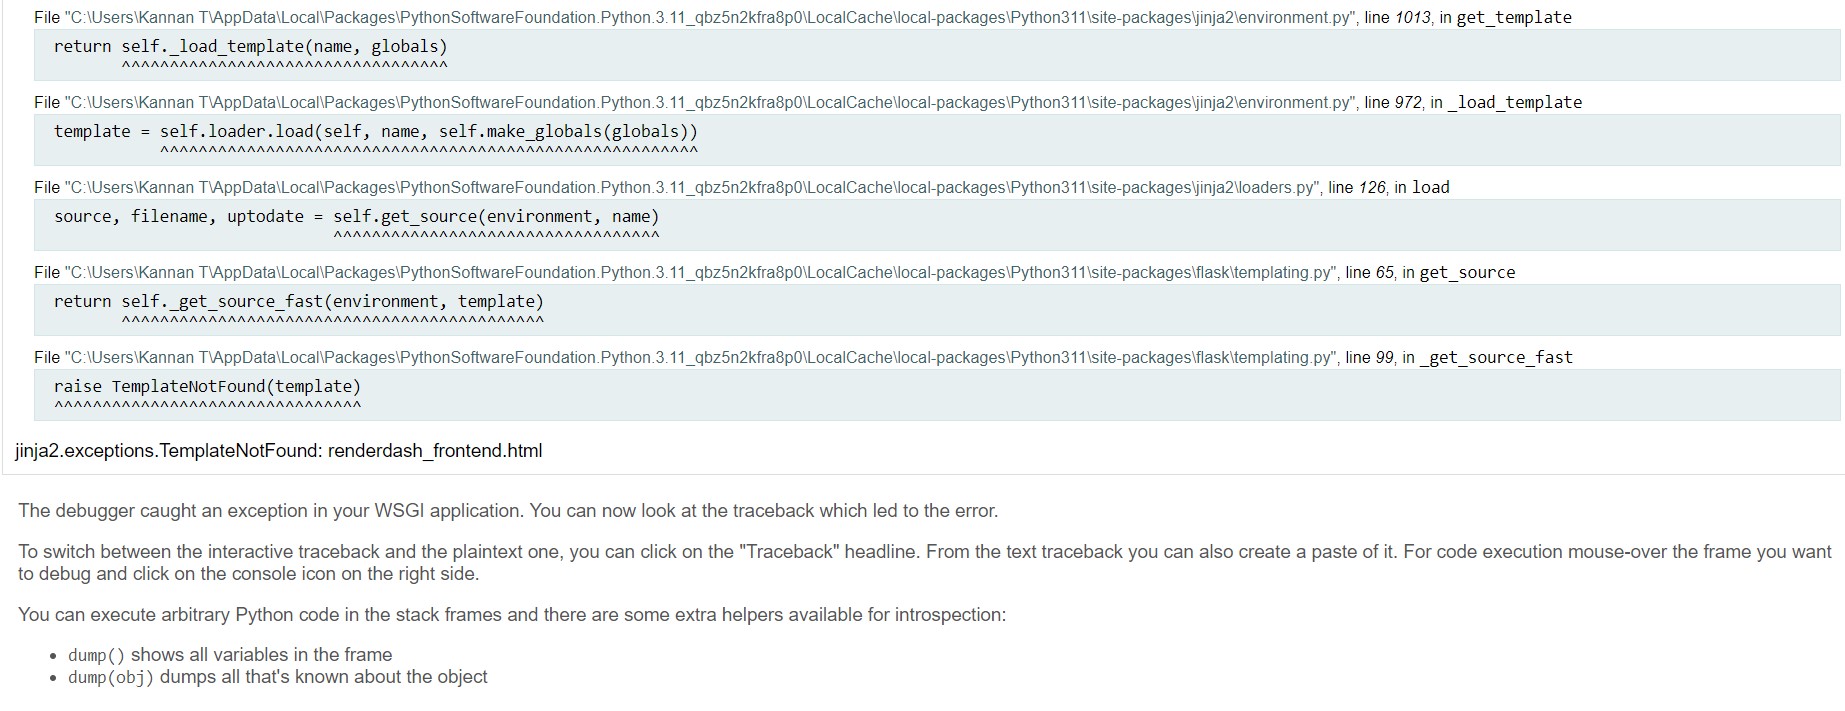 File "C:\Users\Kannan T\AppData\Local\Packages\PythonSoftwareFoundation.Python.3.11_qbz5n2kfra8p0\LocalCache\local-packages\Python311\site-packages\jinja2\environment.py", line 1013, in get_template
return self._load_template(name, globals)
^^^^^^^^^^^^^^^^^^^^^^^^^^^^^^^^^^
File "C:\Users\Kannan T\AppData\Local\Packages\PythonSoftwareFoundation.Python.3.11_qbz5n2kfra8p0\LocalCache\local-packages\Python311\site-packages\jinja2\environment.py", line 972, in _load_template
template = self.loader.load(self, name, self.make_globals(globals))
^^^^^^^^^^^^^^^^^^^^^^^^^^^^^^^^^^^^^^^^^^^^^^^^^^^^^^^^
File "C:\Users\Kannan T\AppData\Local\Packages\PythonSoftwareFoundation.Python.3.11_qbz5n2kfra8p0\LocalCache\local-packages\Python311\site-packages\jinja2\loaders.py", line 126, in load
source, filename, uptodate = self.get_source(environment, name)
^^^^^^^^^^^^^^^^^^^^^^^^^^^^^^^^^^
File "C:\Users\Kannan T\AppData\Local\Packages\PythonSoftwareFoundation.Python.3.11_qbz5n2kfra8p0\LocalCache\local-packages\Python311\site-packages\flask\templating.py", line 65, in get_source
return self._get_source_fast(environment, template)
^^^^^^^^^^^^^^^^^^^^^^^^^^^^^^^^^^^^^^^^^^^^
File "C:\Users\Kannan T\AppData\Local\Packages\PythonSoftwareFoundation.Python.3.11_qbz5n2kfra8p0\LocalCache\local-packages\Python311\site-packages\flask\templating.py", line 99, in _get_source_fast
raise TemplateNotFound(template)
^^^^^^^^^^^^^^^^^^^^^^^^^^^^^^^^
jinja2.exceptions.TemplateNotFound: renderdash_frontend.html
The debugger caught an exception in your WSGI application. You can now look at the traceback which led to the error.
To switch between the interactive traceback and the plaintext one, you can click on the "Traceback" headline. From the text traceback you can also create a paste of it. For code execution mouse-over the frame you want
to debug and click on the console icon on the right side.
You can execute arbitrary Python code in the stack frames and there are some extra helpers available for introspection:
• dump() shows all variables in the frame
• dump(obj) dumps all that's known about the object